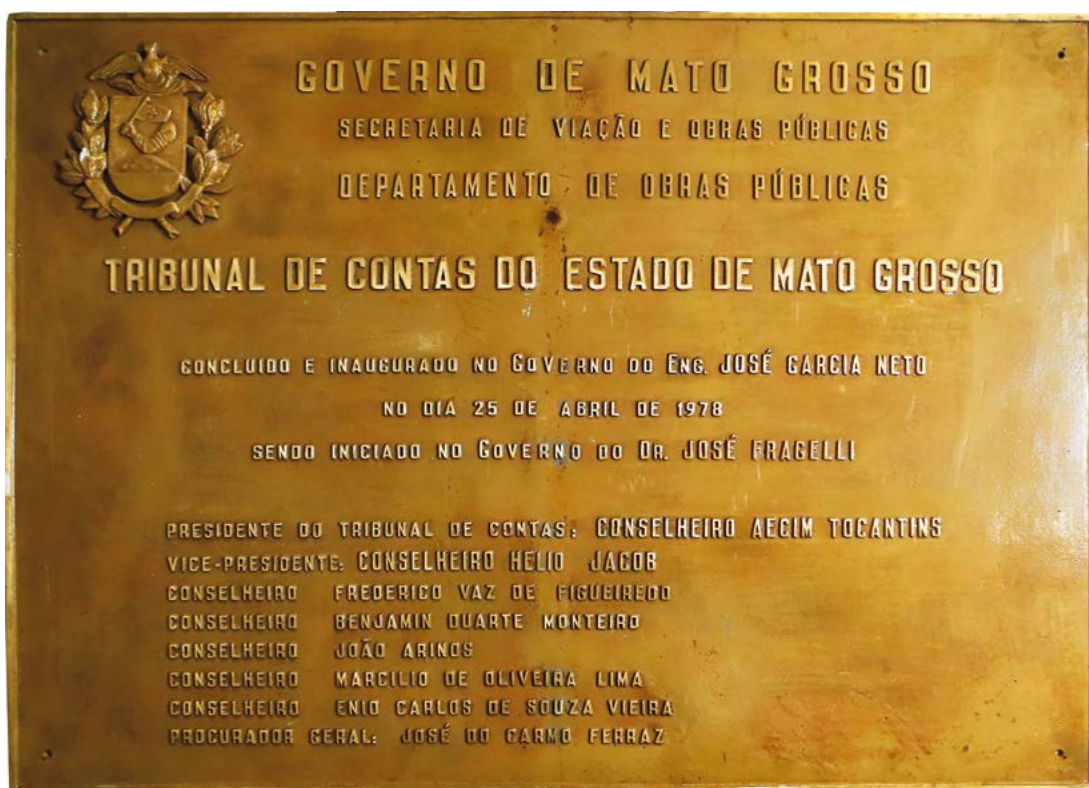 GOVERNO DE MATO GROSSO
SECRETARIA DE VIAÇÃO E OBRAS PÚBLICAS
DEPARTAMENTO DE OBRAS PÚBLICAS
TRIBUNAL DE CONTAS DO ESTADO DE MATO GROSSO
CONCLUIDO E INAUGURADO NO GOVERNO DO ENG. JOSÉ GARCIA NETO
NO DIA 25 DE ABRIL DE 1978
SENDO INICIADO NO GOVERNO DO DR. JOSÉ FRAGELLI
PRESIDENTE DO TRIBUNAL DE CONTAS: CONSELHEIRO AECIM TOCANTINS
VICE-PRESIDENTE: CONSELHEIRO HELIO JACOB
CONSELHEIRO FREDERICO VAZ DE FIGUEIREDO
CONSELHEIRO BENJAMIN DUARTE MONTEIRO
CONSELHEIRO JOÃO ARINOS
CONSELHEIRO MARCILIO DE OLIVEIRA LIMA
CONSELHEIRO ENIO CARLOS DE SOUZA VIEIRA
PROCURADOR GERAL: JOSÉ DO CARMO FERRAZ